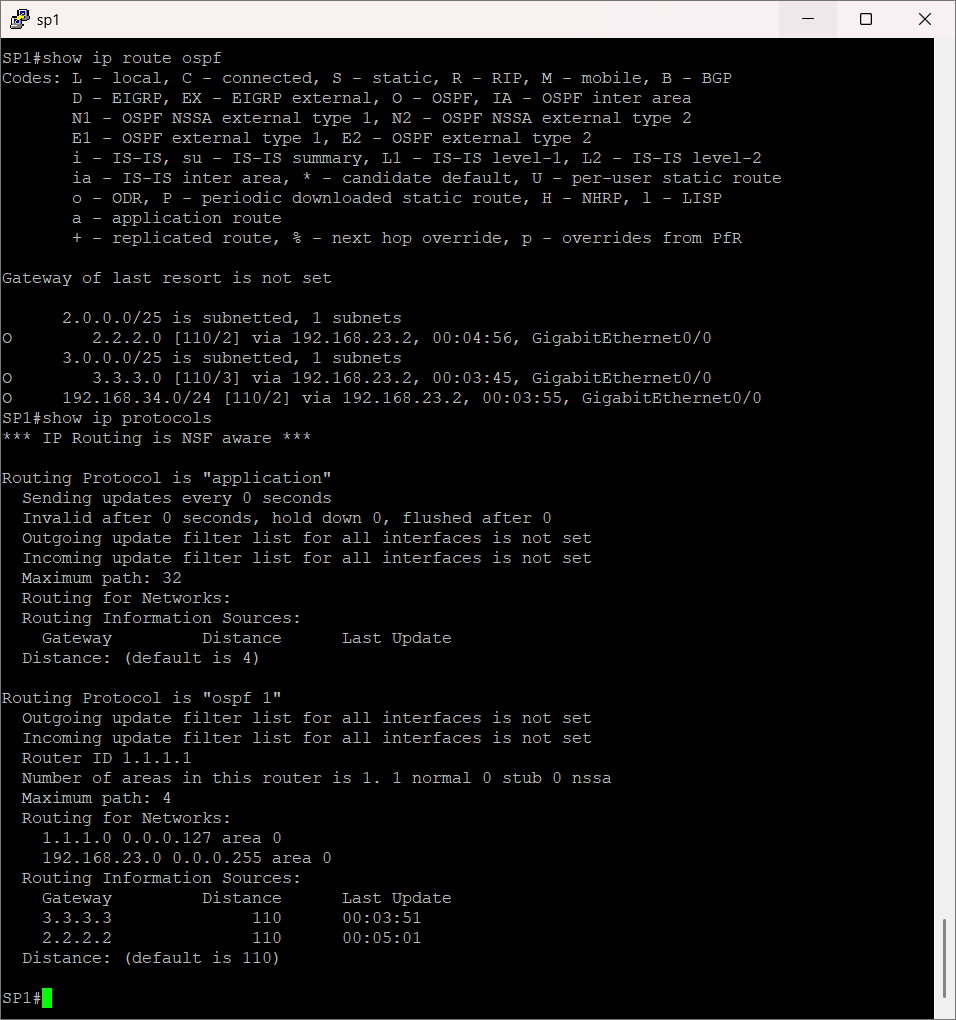 sp1
SP1#show ip route ospf
Codes: L - local, C - connected, S - static, R - RIP, M - mobile, B - BGP
       D - EIGRP, EX - EIGRP external, O - OSPF, IA - OSPF inter area
       N1 - OSPF NSSA external type 1, N2 - OSPF NSSA external type 2
       E1 - OSPF external type 1, E2 - OSPF external type 2
       i - IS-IS, su - IS-IS summary, L1 - IS-IS level-1, L2 - IS-IS level-2
       ia - IS-IS inter area, * - candidate default, U - per-user static route
       o - ODR, P - periodic downloaded static route, H - NHRP, l - LISP
       a - application route
       + - replicated route, % - next hop override, p - overrides from PfR

Gateway of last resort is not set

      2.0.0.0/25 is subnetted, 1 subnets
O        2.2.2.0 [110/2] via 192.168.23.2, 00:04:56, GigabitEthernet0/0
      3.0.0.0/25 is subnetted, 1 subnets
O        3.3.3.0 [110/3] via 192.168.23.2, 00:03:45, GigabitEthernet0/0
O     192.168.34.0/24 [110/2] via 192.168.23.2, 00:03:55, GigabitEthernet0/0
SP1#show ip protocols
*** IP Routing is NSF aware ***

Routing Protocol is "application"
  Sending updates every 0 seconds
  Invalid after 0 seconds, hold down 0, flushed after 0
  Outgoing update filter list for all interfaces is not set
  Incoming update filter list for all interfaces is not set
  Maximum path: 32
  Routing for Networks:
  Routing Information Sources:
    Gateway         Distance      Last Update
  Distance: (default is 4)

Routing Protocol is "ospf 1"
  Outgoing update filter list for all interfaces is not set
  Incoming update filter list for all interfaces is not set
  Router ID 1.1.1.1
  Number of areas in this router is 1. 1 normal 0 stub 0 nssa
  Maximum path: 4
  Routing for Networks:
    1.1.1.0 0.0.0.127 area 0
    192.168.23.0 0.0.0.255 area 0
  Routing Information Sources:
    Gateway         Distance      Last Update
    3.3.3.3              110      00:03:51
    2.2.2.2              110      00:05:01
  Distance: (default is 110)

SP1#